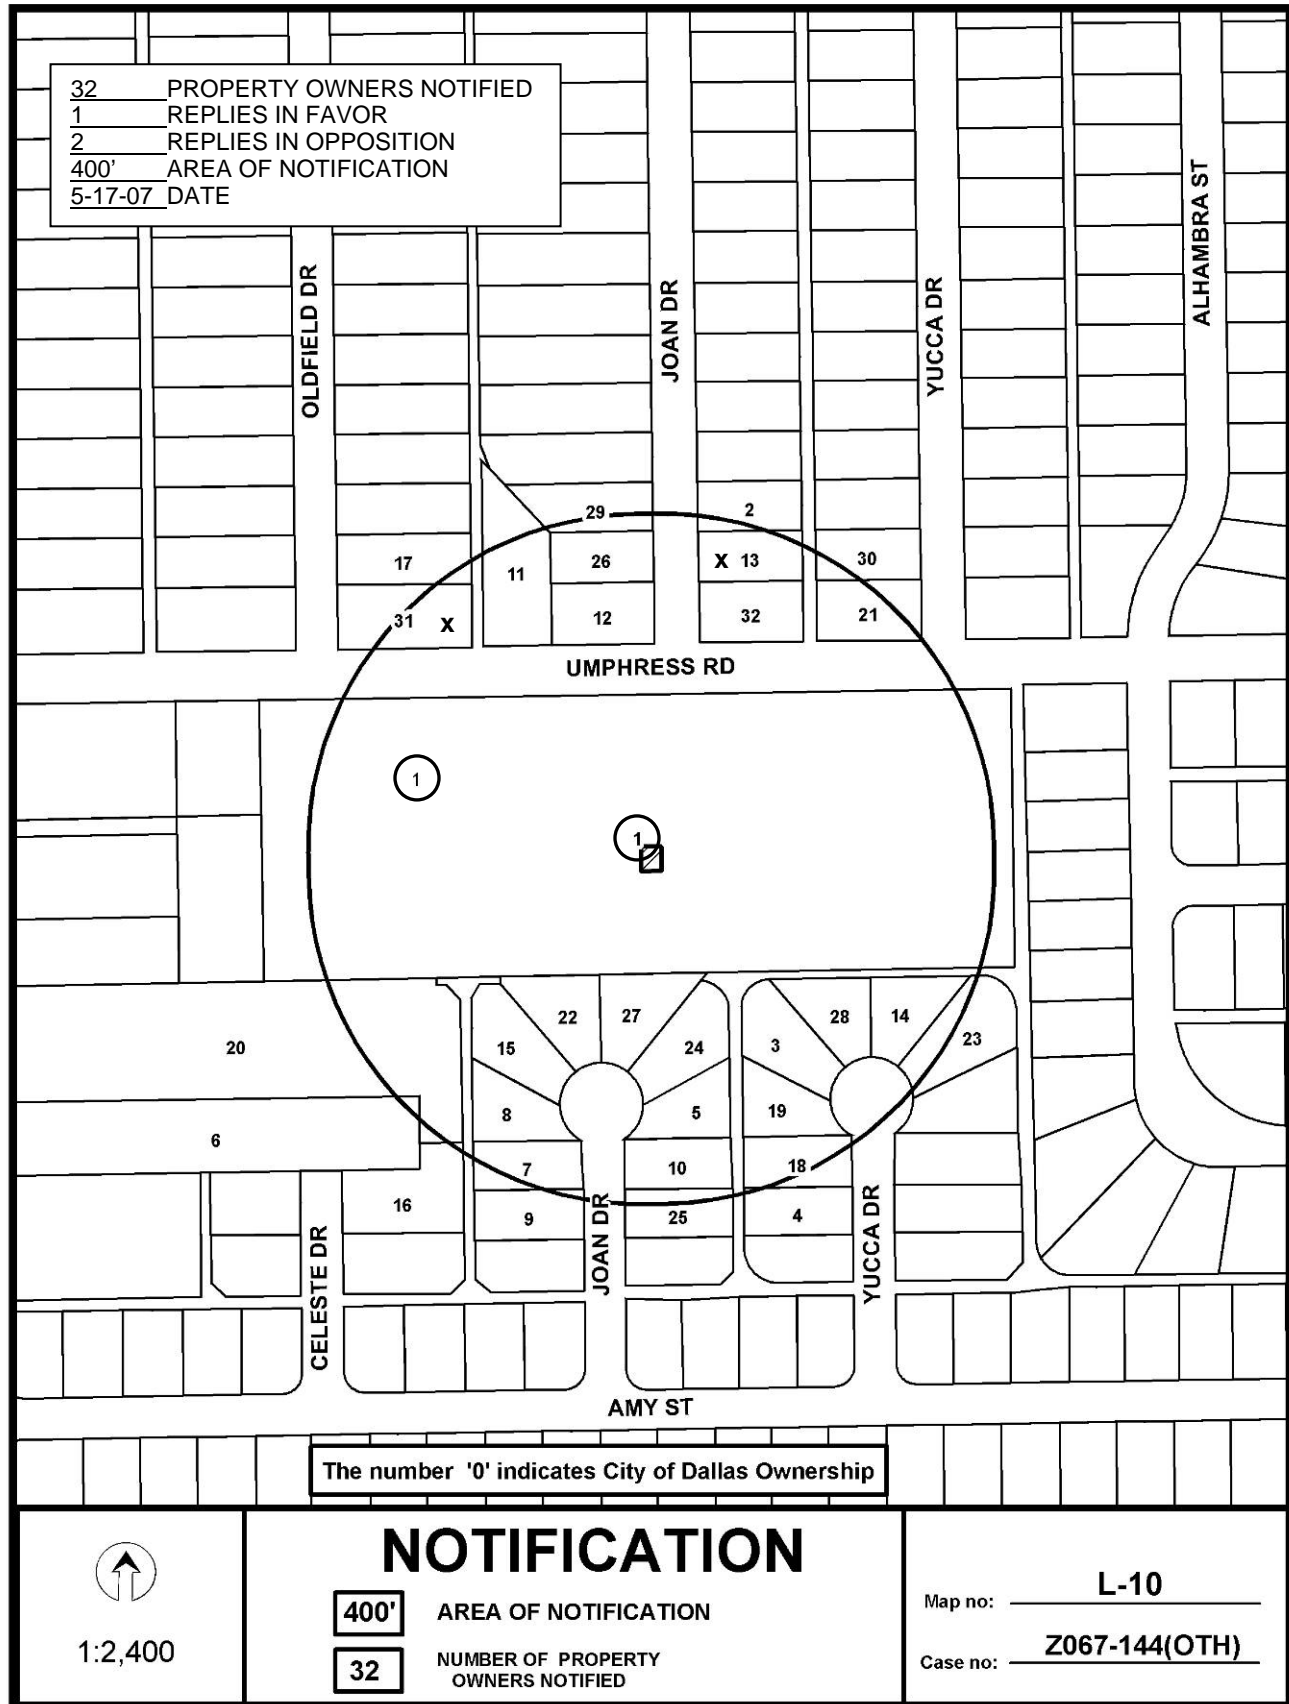 32 PROPERTY OWNERS NOTIFIED
1 REPLIES IN FAVOR
2 REPLIES IN OPPOSITION
400' AREA OF NOTIFICATION
5-17-07 DATE
ALHAMBRA ST
OLDFIELD DR
JOAN DR
YUCCA DR
29
2
17
11
26
X 13
30
31 X
12
32
21
UMPHRESS RD
1
1
22
27
28
14
20
15
24
3
23
8
5
19
6
7
10
18
16
9
25
4
CELESTE DR
JOAN DR
YUCCA DR
AMY ST
The number '0' indicates City of Dallas Ownership
1:2,400
NOTIFICATION
400' AREA OF NOTIFICATION
32 NUMBER OF PROPERTY
OWNERS NOTIFIED
Map no: L-10
Case no: Z067-144(OTH)